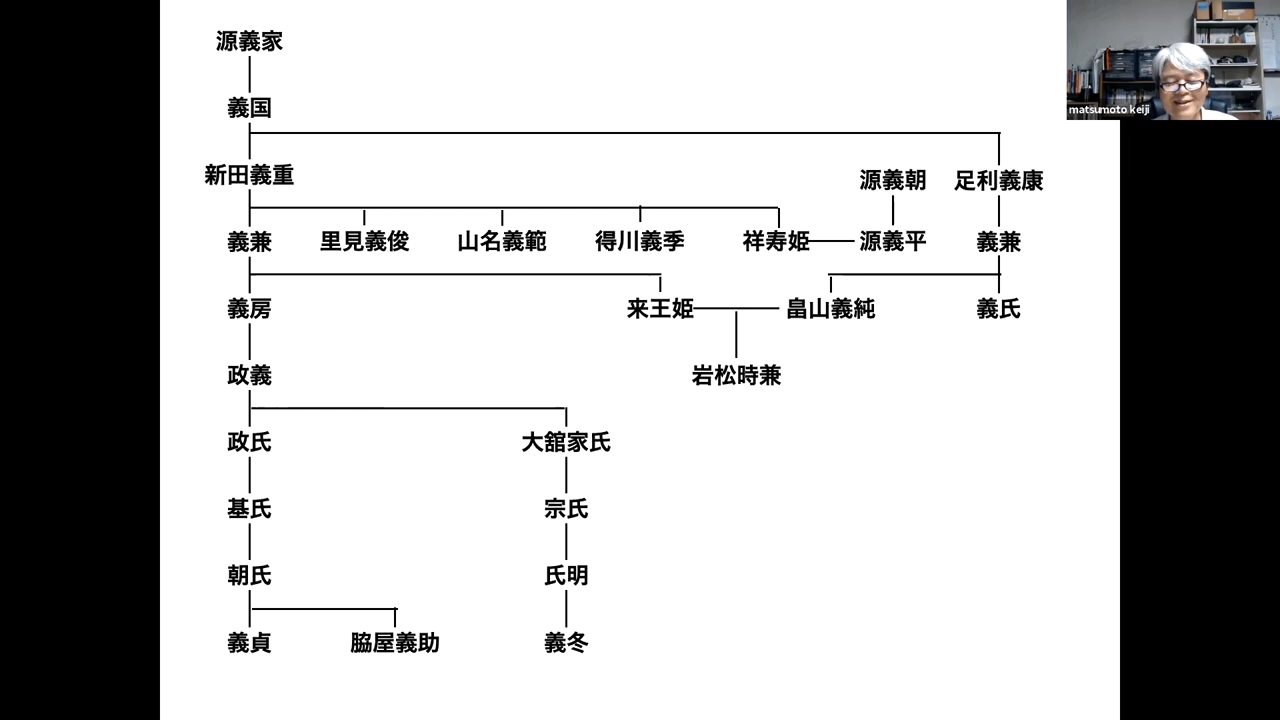 源義家
matsumoto keiji
義国
新田義重
源義朝
足利義康
義兼
里見義俊
山名義範
得川義季
祥寿姫
源義平
義兼
義房
来王姫
畠山義純
義氏
政義
岩松時兼
政氏
大舘家氏
基氏
宗氏
朝氏
氏明
義貞
脇屋義助
義冬